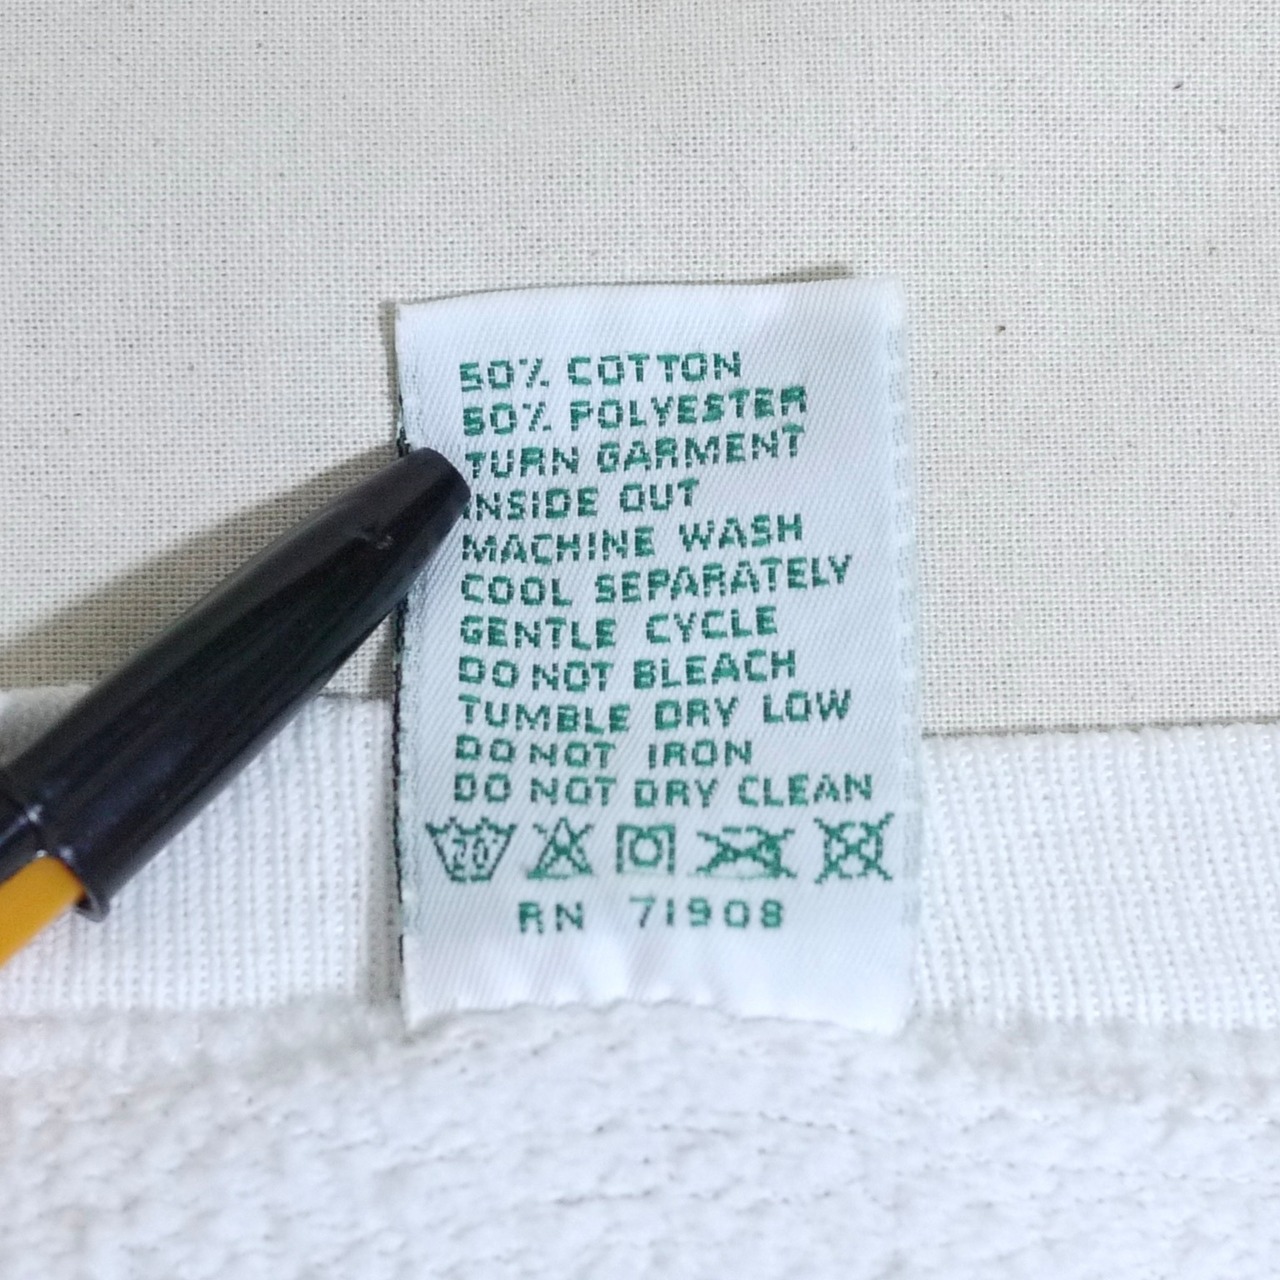 50% COTTON
50% POLYESTER
TURN GARMENT
INSIDE OUT
MACHINE WASH
COOL SEPARATELY
GENTLE CYCLE
DO NOT BLEACH
TUMBLE DRY LOW
DO NOT IRON
DO NOT DRY CLEAN
20°
RN 71908